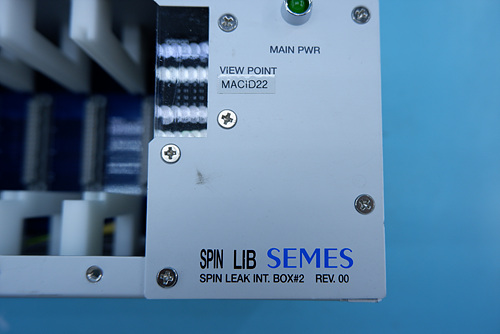 MAIN PWR
VIEW POINT
MACiD22
SPIN LIB SEMES
SPIN LEAK INT. BOX#2 REV. 00